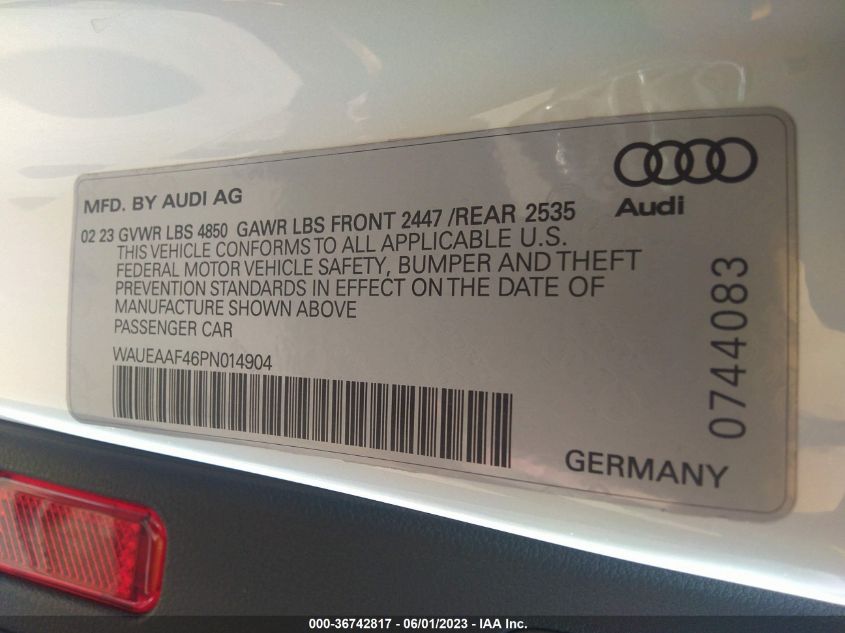 Audi
MFD. BY AUDI AG
02 23 GVWR LBS 4850 GAWR LBS FRONT 2447 /REAR 2535
THIS VEHICLE CONFORMS TO ALL APPLICABLE U.S.
FEDERAL MOTOR VEHICLE SAFETY, BUMPER AND THEFT
PREVENTION STANDARDS IN EFFECT ON THE DATE OF
MANUFACTURE SHOWN ABOVE
PASSENGER CAR
WAUEAAF46PN014904
0744083
GERMANY
000-36742817 - 06/01/2023 - IAA Inc.